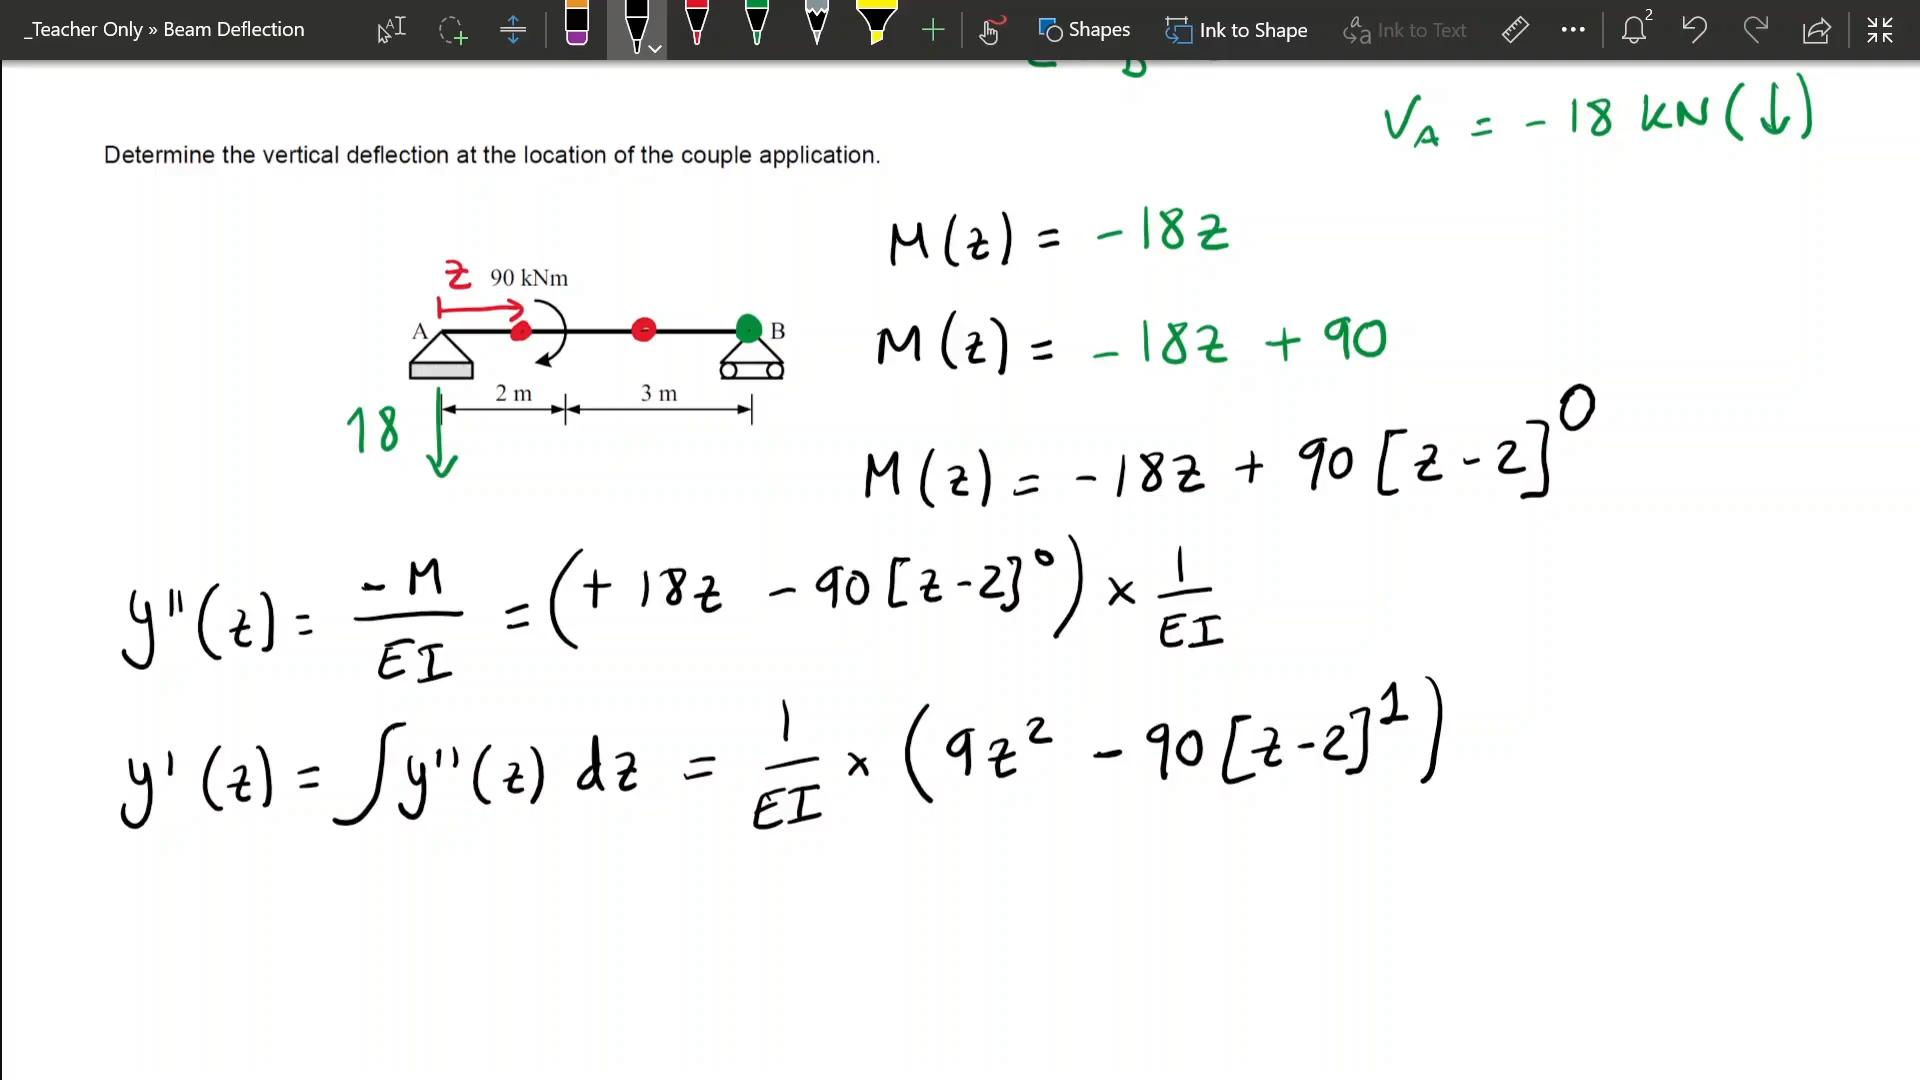 _Teacher Only » Beam Deflection
Shapes
Ink to Shape
Ink to Text
2
V_A = - 18 KN (↓)
Determine the vertical deflection at the location of the couple application.
M(z) = - 18z
z 90 kNm
A B
M(z) = - 18z + 90
2 m 3 m
18
M(z) = - 18z + 90 [z - 2]^0
y''(z) = -M/EI = (+ 18z - 90 [z - 2]^0) × 1/EI
y'(z) = ∫y''(z) dz = 1/EI × (9z^2 - 90 [z - 2]^1)